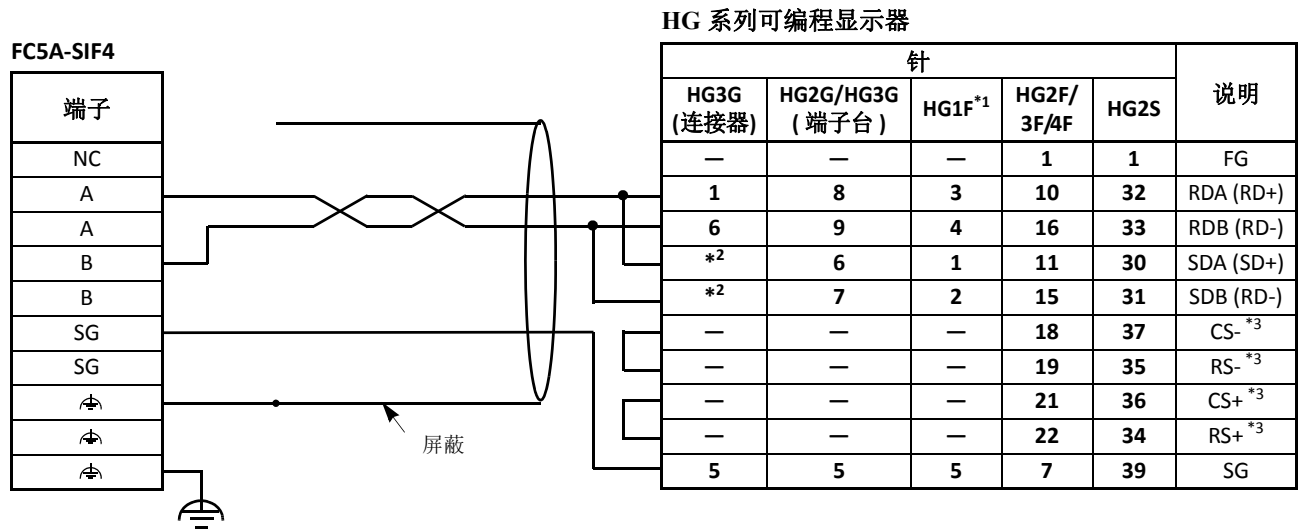 HG 系列可编程显示器
FC5A-SIF4
端子
NC
A
A
B
B
SG
SG
屏蔽
针 说明
HG3G (连接器) HG2G/HG3G ( 端子台 ) HG1F*1 HG2F/ 3F/4F HG2S
— — — 1 1 FG
1 8 3 10 32 RDA (RD+)
6 9 4 16 33 RDB (RD-)
*2 6 1 11 30 SDA (SD+)
*2 7 2 15 31 SDB (RD-)
— — — 18 37 CS- *3
— — — 19 35 RS- *3
— — — 21 36 CS+ *3
— — — 22 34 RS+ *3
5 5 5 7 39 SG